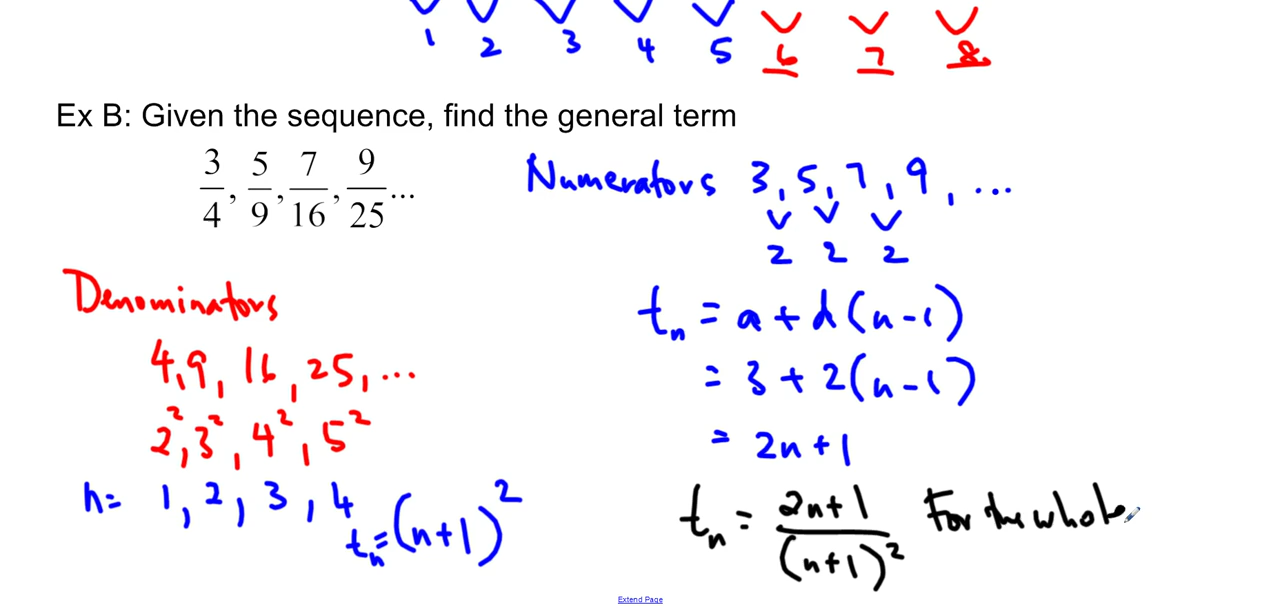 1 2 3 4 5 6 7 8
Ex B: Given the sequence, find the general term
3/4, 5/9, 7/16, 9/25...
Numerators 3, 5, 7, 9, ...
2 2 2
Denominators
4, 9, 16, 25, ...
2², 3², 4², 5²
n= 1, 2, 3, 4
tₙ=(n+1)²
tₙ = a + d(n-1)
= 3 + 2(n-1)
= 2n+1
tₙ = 2n+1/(n+1)² For the whole
Extend Page